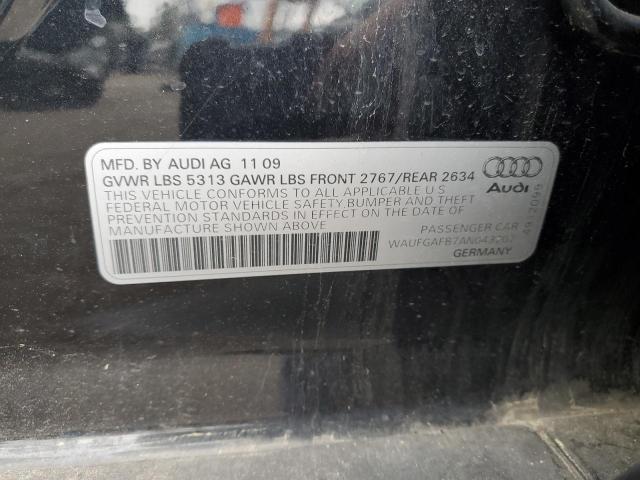 MFD. BY AUDI AG 11 09
GVWR LBS 5313 GAWR LBS FRONT 2767/REAR 2634
THIS VEHICLE CONFORMS TO ALL APPLICABLE U S
FEDERAL MOTOR VEHICLE SAFETY,BUMPER AND THEFT
PREVENTION STANDARDS IN EFFECT ON THE DATE OF
MANUFACTURE SHOWN ABOVE
Audi
PASSENGER CAR
GERMANY